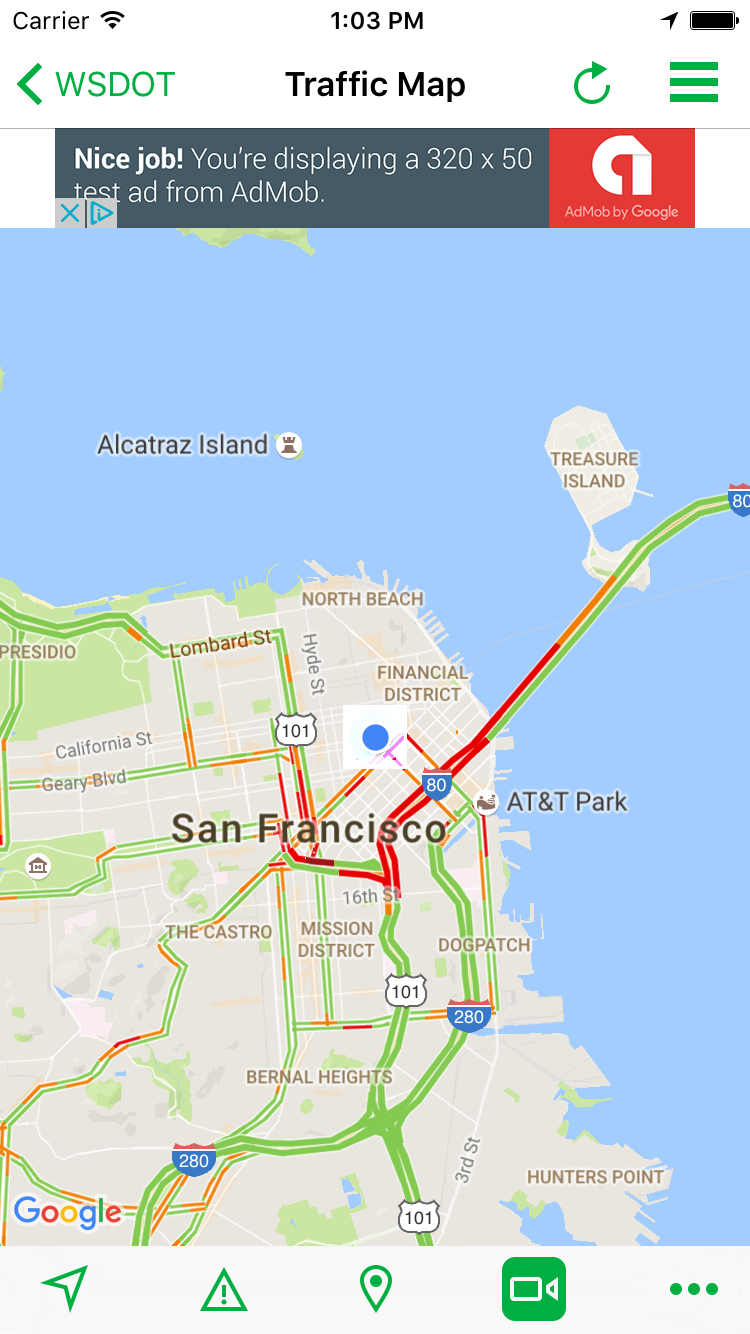 Carrier 1:03 PM
WSDOT Traffic Map
Nice job! You're displaying a 320 x 50
test ad from AdMob.
AdMob by Google
Alcatraz Island
TREASURE
ISLAND
80
NORTH BEACH
Lombard St
PRESIDIO
Hyde St
FINANCIAL
DISTRICT
101
California St
Geary Blvd
80
AT&T Park
San Francisco
16th St
THE CASTRO
MISSION
DISTRICT
DOGPATCH
101
280
BERNAL HEIGHTS
280
3rd St
HUNTERS POINT
Google
101